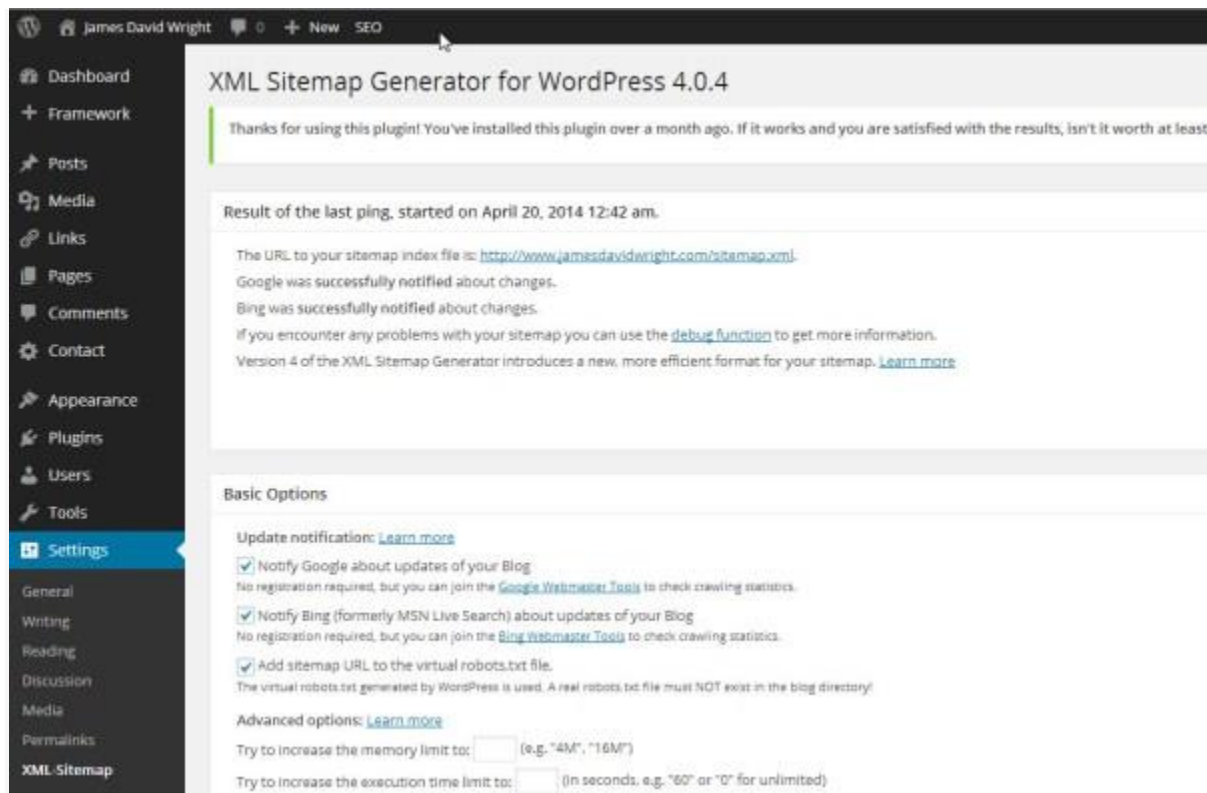 James David Wright 0 + New SEO
Dashboard
Framework
Posts
Media
Links
Pages
Comments
Contact
Appearance
Plugins
Users
Tools
Settings
General
Writing
Reading
Discussion
Media
Permalinks
XML-Sitemap
XML Sitemap Generator for WordPress 4.0.4
Thanks for using this plugin! You've installed this plugin over a month ago. If it works and you are satisfied with the results, isn't it worth at least
Result of the last ping, started on April 20, 2014 12:42 am.
The URL to your sitemap index file is: http://www.jamesdavidwright.com/sitemap.xml.
Google was successfully notified about changes.
Bing was successfully notified about changes.
If you encounter any problems with your sitemap you can use the debug function to get more information.
Version 4 of the XML Sitemap Generator introduces a new, more efficient format for your sitemap. Learn more
Basic Options
Update notification: Learn more
Notify Google about updates of your Blog
No registration required, but you can join the Google Webmaster Tools to check crawling statistics.
Notify Bing (formerly MSN Live Search) about updates of your Blog
No registration required, but you can join the Bing Webmaster Tools to check crawling statistics.
Add sitemap URL to the virtual robots.txt file.
The virtual robots.txt generated by WordPress is used. A real robots.txt file must NOT exist in the blog directory!
Advanced options: Learn more
Try to increase the memory limit to: (e.g. "4M", "16M")
Try to increase the execution time limit to: (in seconds, e.g. "60" or "0" for unlimited)